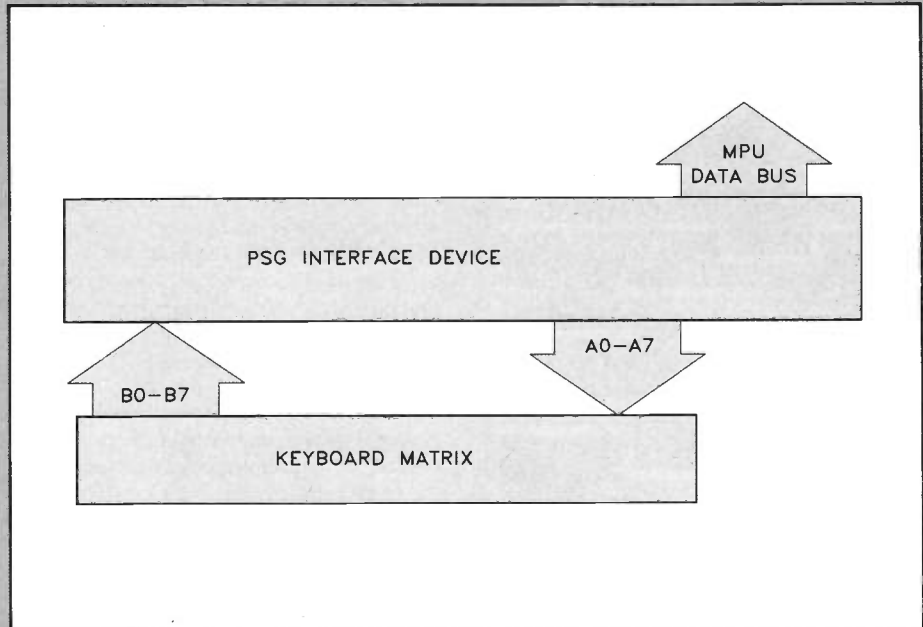 MPU
DATA BUS
PSG INTERFACE DEVICE
A0-A7
B0-B7
KEYBOARD MATRIX